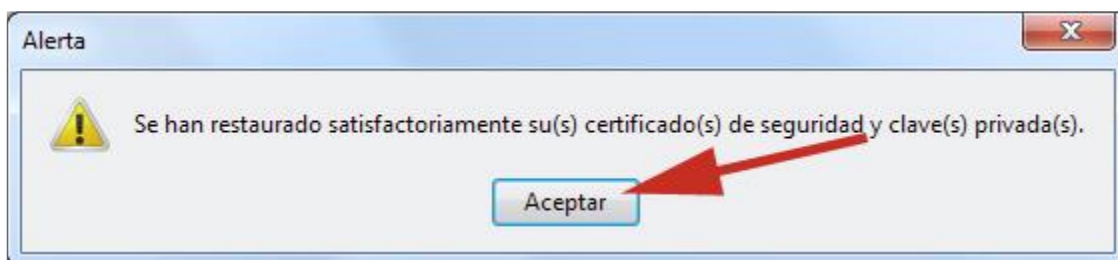 Alerta
Se han restaurado satisfactoriamente su(s) certificado(s) de seguridad y clave(s) privada(s).
Aceptar